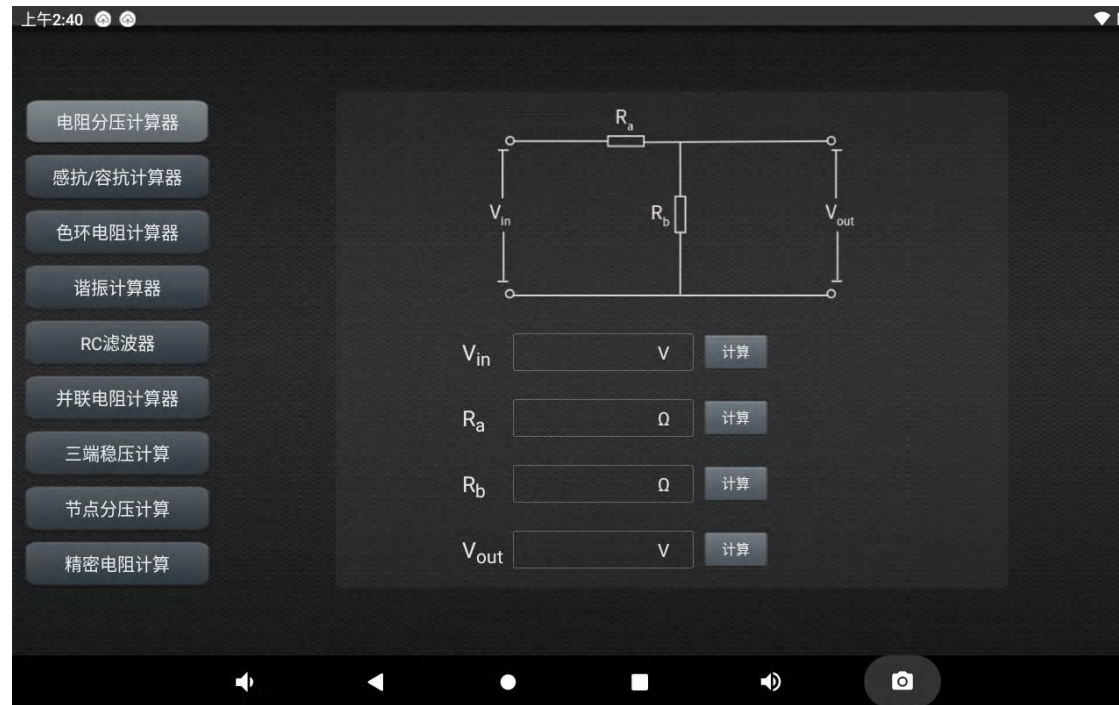 上午2:40
电阻分压计算器
感抗/容抗计算器
色环电阻计算器
谐振计算器
RC滤波器
并联电阻计算器
三端稳压计算
节点分压计算
精密电阻计算
Ra
Vin
Rb
Vout
Vin V 计算
Ra Ω 计算
Rb Ω 计算
Vout V 计算